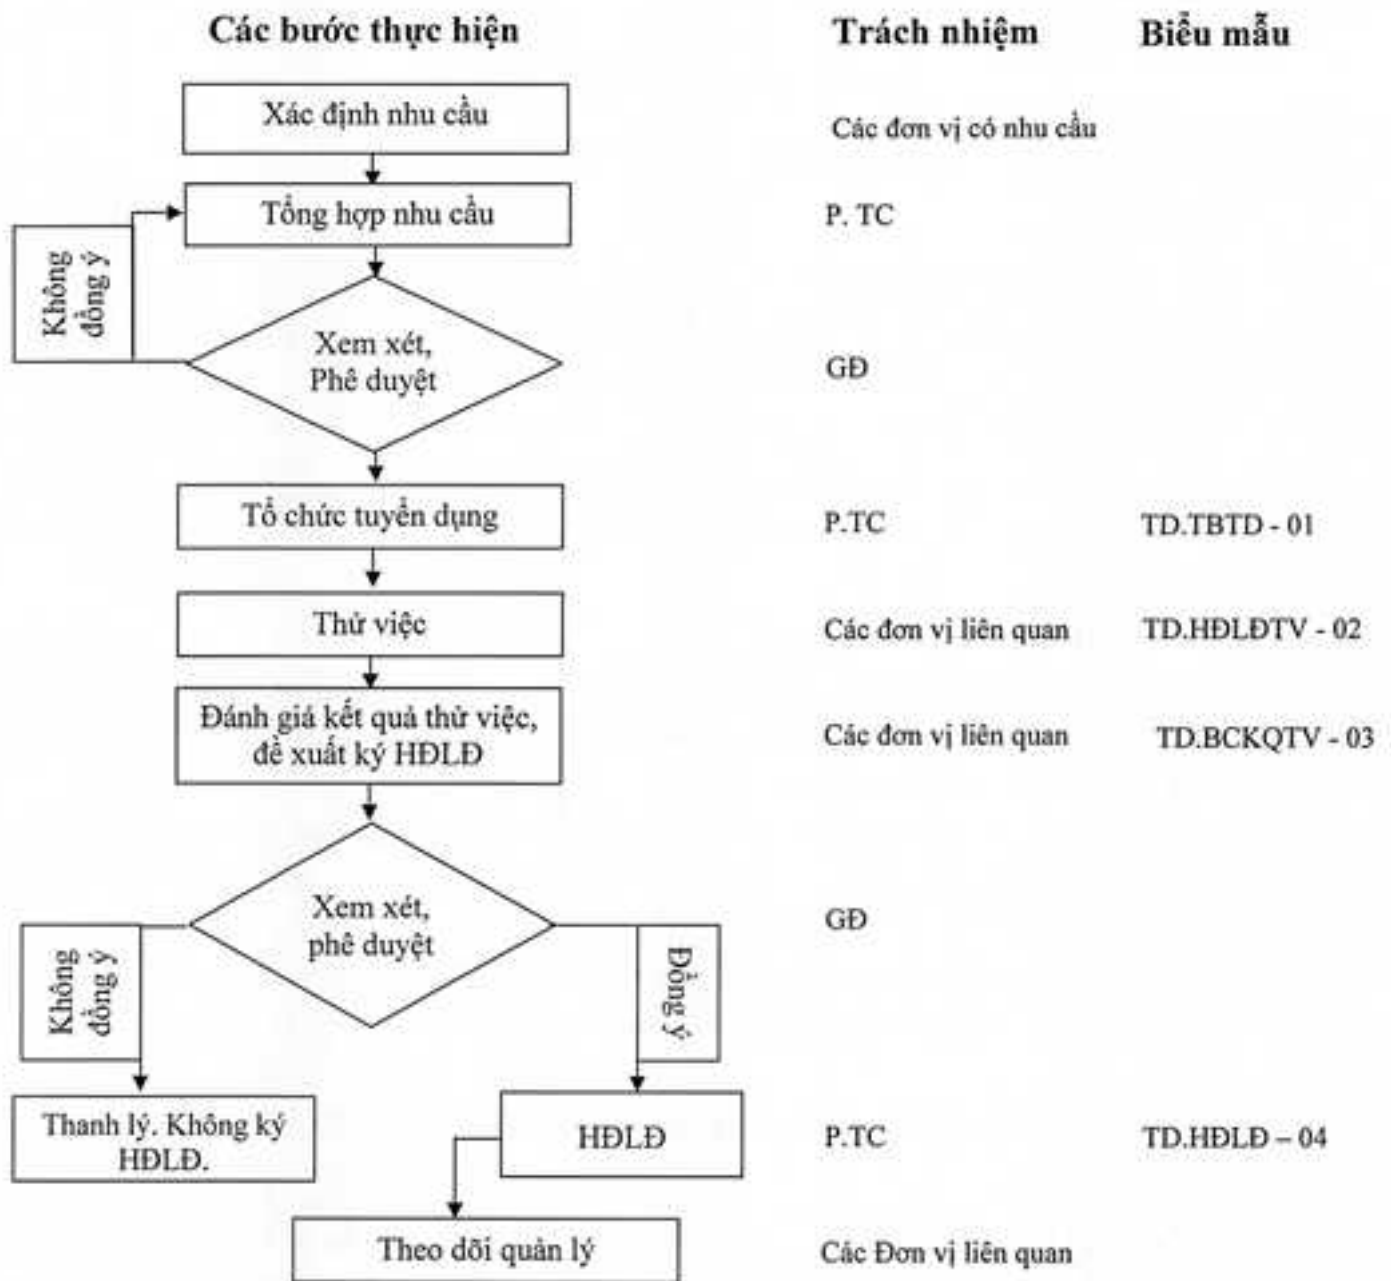 Các bước thực hiện Trách nhiệm Biểu mẫu
Xác định nhu cầu
Các đơn vị có nhu cầu
Tổng hợp nhu cầu
P. TC
Không
đồng ý
Xem xét,
Phê duyệt
GĐ
Tổ chức tuyển dụng
P.TC
TD.TBTD - 01
Thử việc
Các đơn vị liên quan
TD.HĐLĐTV - 02
Đánh giá kết quả thử việc,
đề xuất ký HĐLĐ
Các đơn vị liên quan
TD.BCKQTV - 03
Xem xét,
phê duyệt
GĐ
Không
đồng ý
Đồng ý
Thanh lý. Không ký
HĐLĐ.
HĐLĐ
P.TC
TD.HĐLĐ – 04
Theo dõi quản lý
Các Đơn vị liên quan